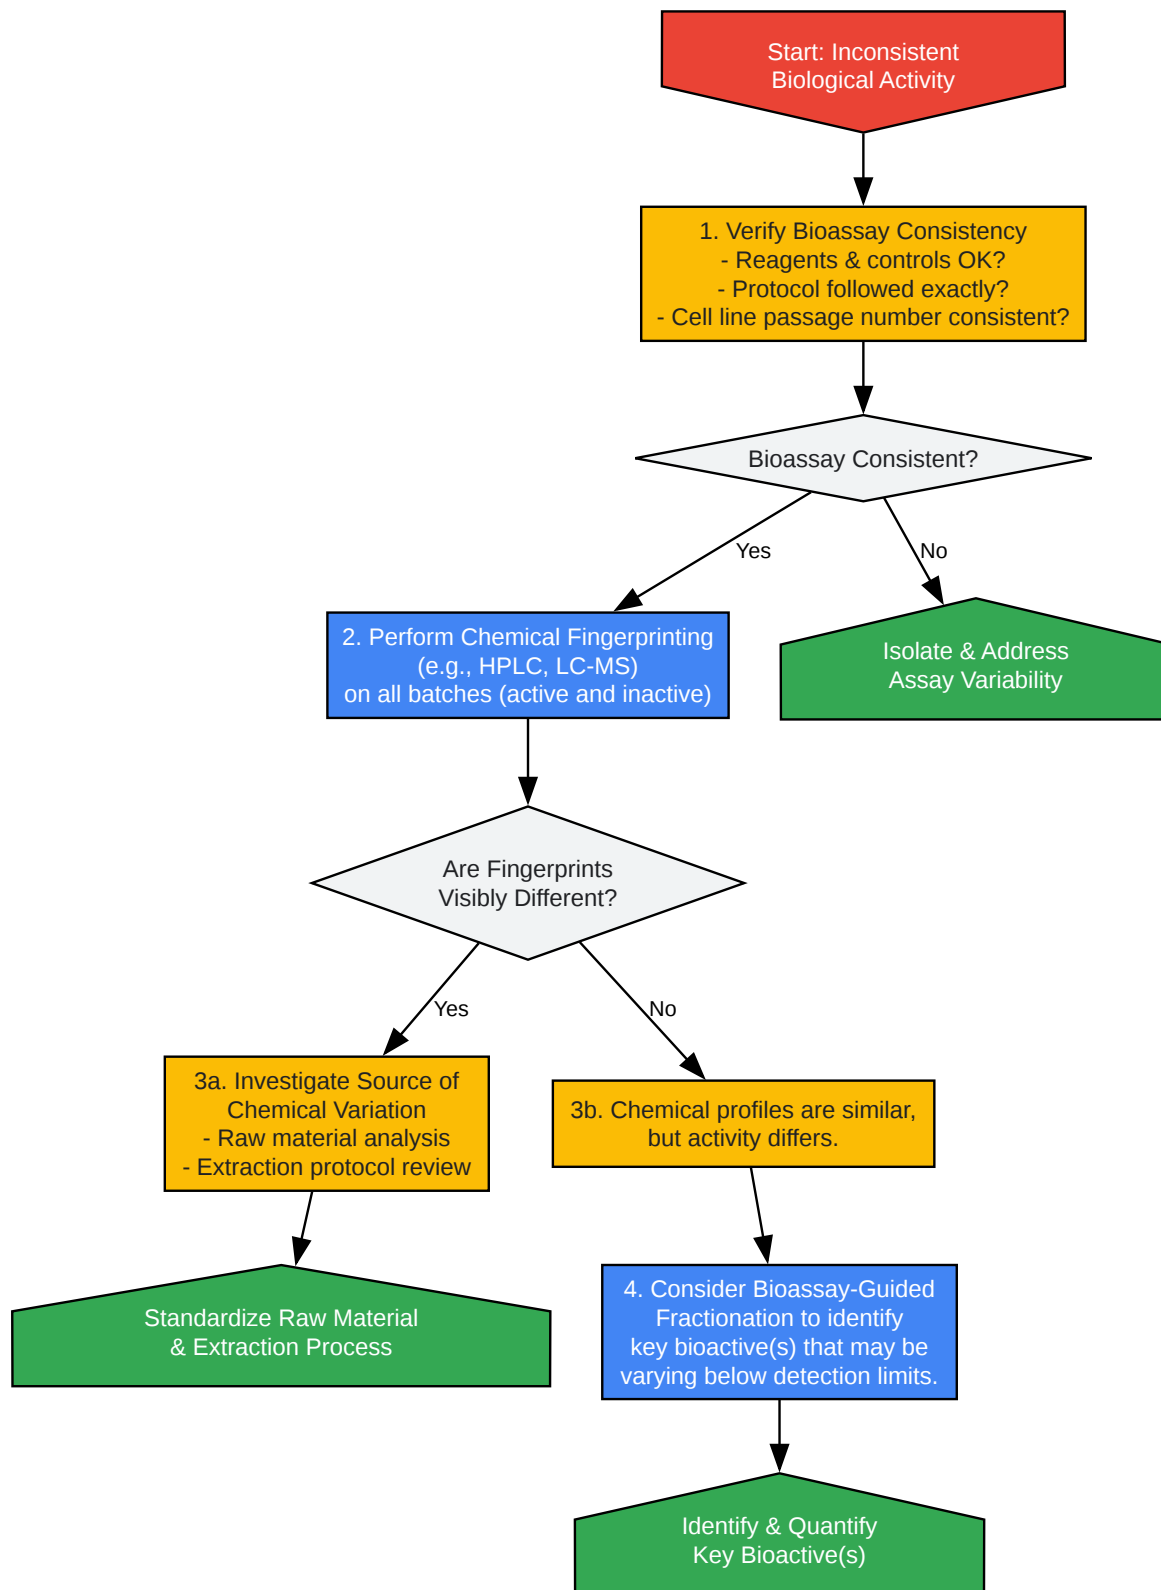 Start: Inconsistent
Biological Activity
1. Verify Bioassay Consistency
- Reagents & controls OK?
- Protocol followed exactly?
- Cell line passage number consistent?
Bioassay Consistent?
Yes
No
2. Perform Chemical Fingerprinting
(e.g., HPLC, LC-MS)
on all batches (active and inactive)
Isolate & Address
Assay Variability
Are Fingerprints
Visibly Different?
Yes
No
3a. Investigate Source of
Chemical Variation
- Raw material analysis
- Extraction protocol review
3b. Chemical profiles are similar,
but activity differs.
Standardize Raw Material
& Extraction Process
4. Consider Bioassay-Guided
Fractionation to identify
key bioactive(s) that may be
varying below detection limits.
Identify & Quantify
Key Bioactive(s)